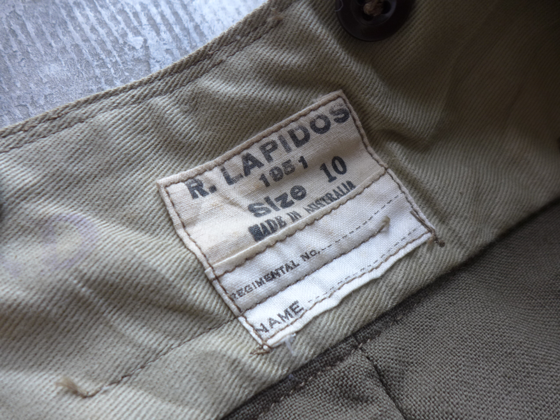 R. LAPIDOS
1951
Size 10
MADE IN AUSTRALIA
REGIMENTAL No.
NAME